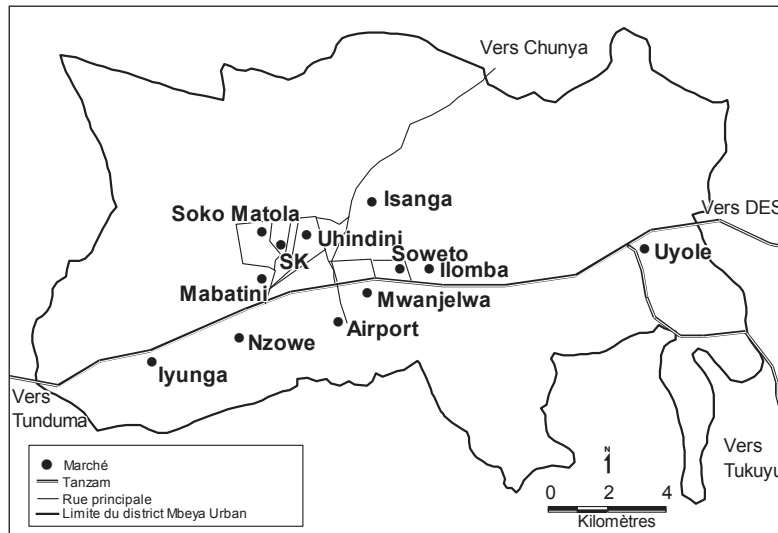 Vers Chunya
Isanga
Soko Matola
Vers DES
Uhindini
Soweto
SK
Ilomba
Uyole
Mabatini
Mwanjelwa
Airport
Nzowe
Iyunga
Vers
Tunduma
Vers
Tukuyu
N
Marché
Tanzam
Rue principale
Limite du district Mbeya Urban
0 2 4
Kilomètres